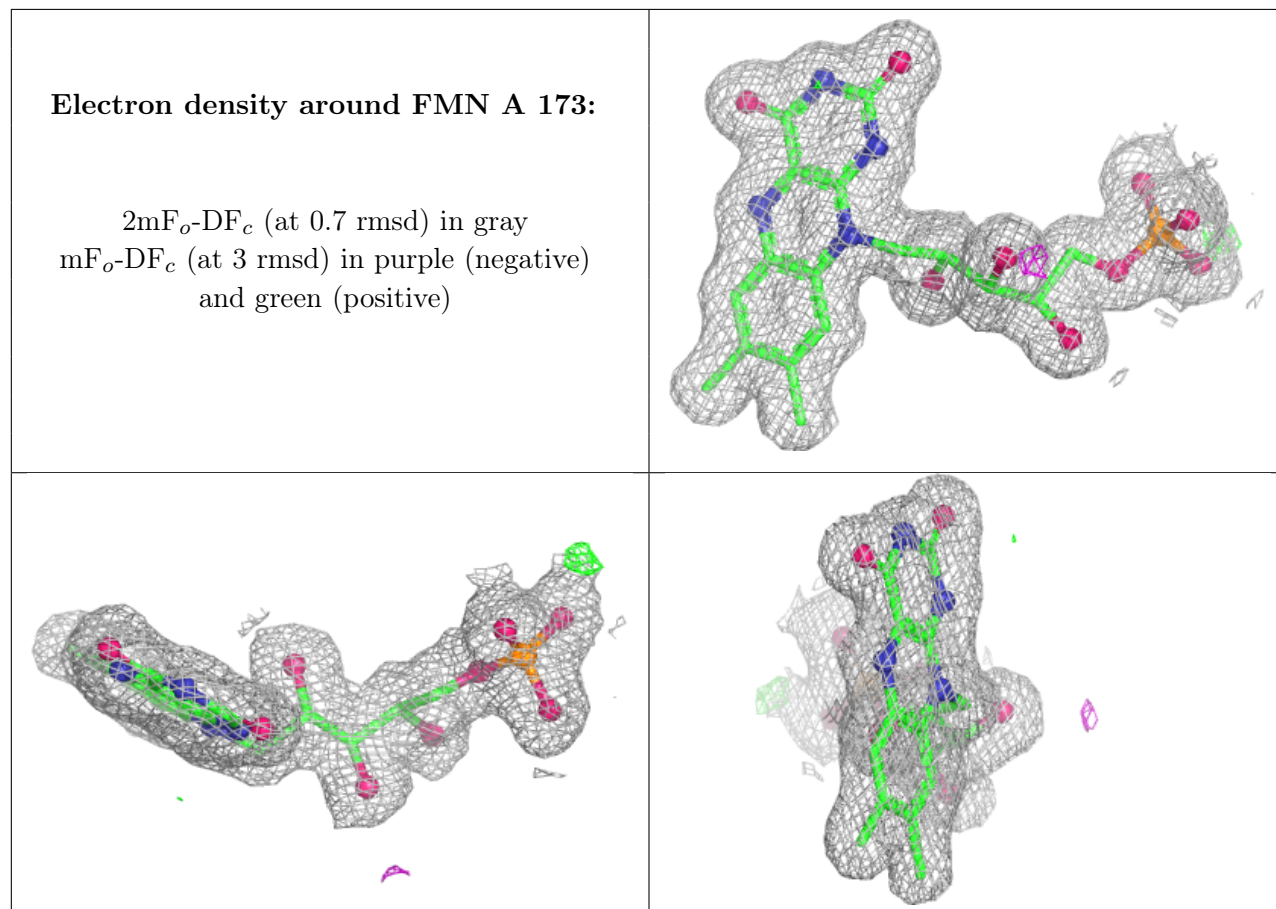 Electron density around FMN A 173:
2mFo-DFc (at 0.7 rmsd) in gray
mFo-DFc (at 3 rmsd) in purple (negative)
and green (positive)